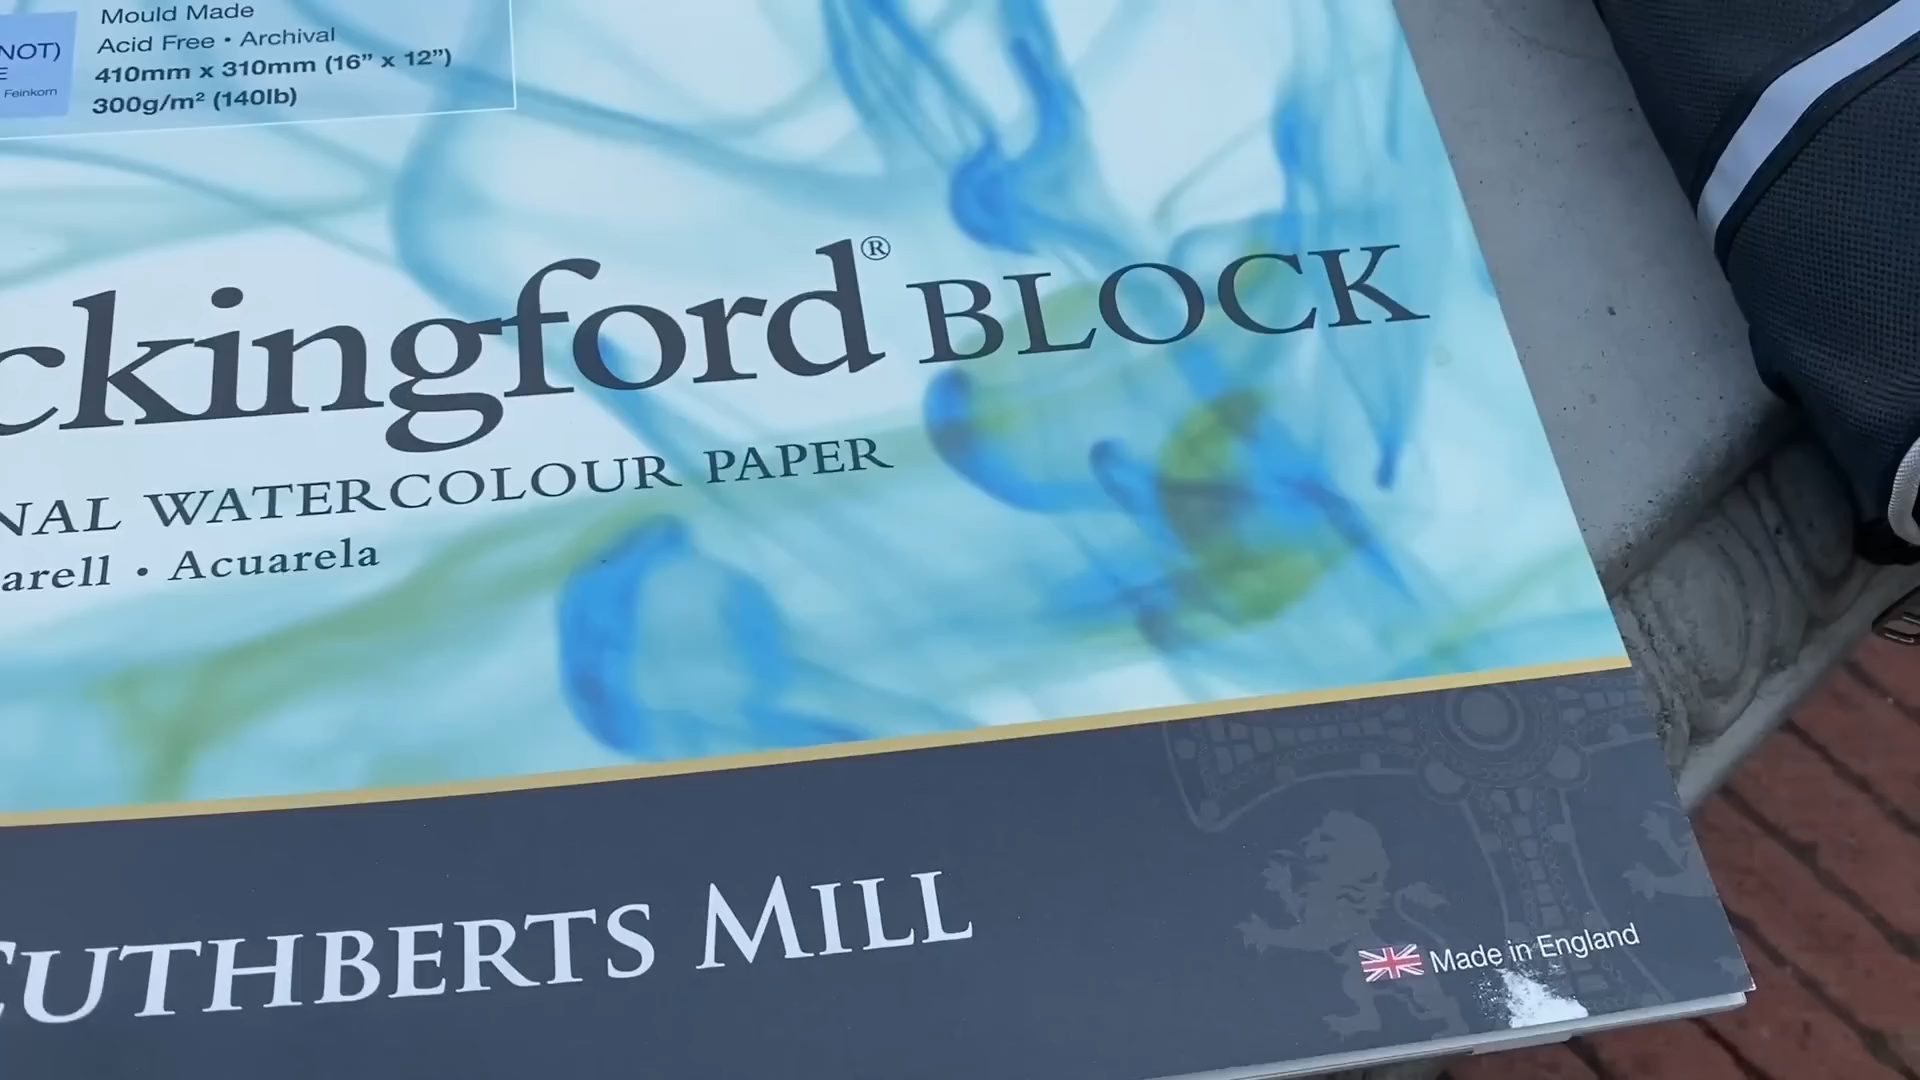 Mould Made
Acid Free • Archival
410mm x 310mm (16” x 12”)
300g/m² (140lb)
NOT)
E
Feinkorn
ckingford® BLOCK
NAL WATERCOLOUR PAPER
arell • Acuarela
CUTHBERTS MILL
Made in England